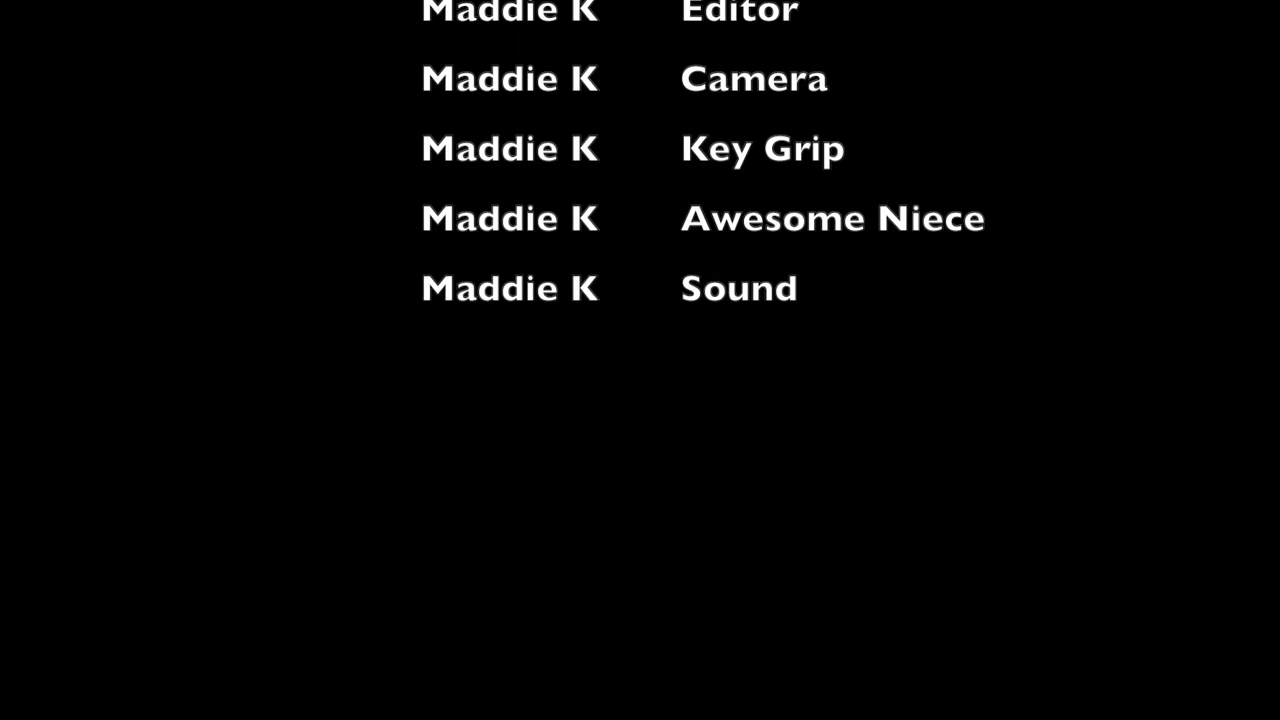 Maddie K Editor
Maddie K Camera
Maddie K Key Grip
Maddie K Awesome Niece
Maddie K Sound